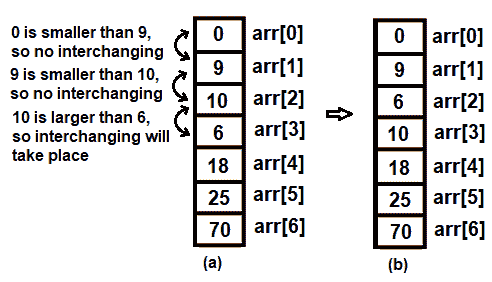 0 is smaller than 9,
so no interchanging
9 is smaller than 10,
so no interchanging
10 is larger than 6,
so interchanging will
take place
0 arr[0]
9 arr[1]
10 arr[2]
6 arr[3]
18 arr[4]
25 arr[5]
70 arr[6]
(a)
0 arr[0]
9 arr[1]
6 arr[2]
10 arr[3]
18 arr[4]
25 arr[5]
70 arr[6]
(b)